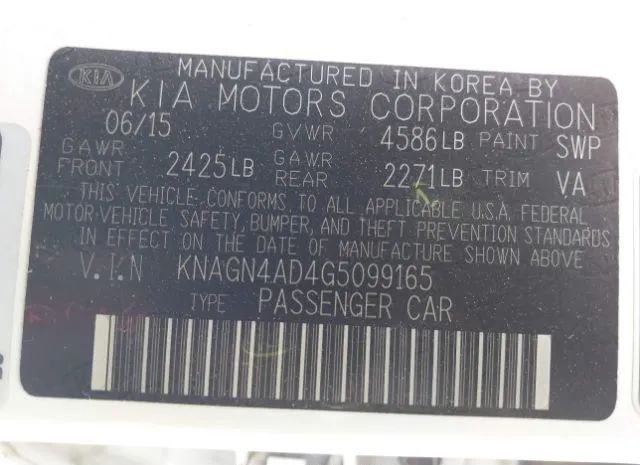 KIA
MANUFACTURED IN KOREA BY
KIA MOTORS CORPORATION
06/15 GVWR 4586LB PAINT SWP
GAWR FRONT 2425LB GAWR REAR 2271LB TRIM VA
THIS VEHICLE CONFORMS TO ALL APPLICABLE U.S.A. FEDERAL
MOTOR-VEHICLE SAFETY, BUMPER, AND THEFT PREVENTION STANDARDS
IN EFFECT ON THE DATE OF MANUFACTURE SHOWN ABOVE
V.I.N KNAGN4AD4G5099165
TYPE PASSENGER CAR